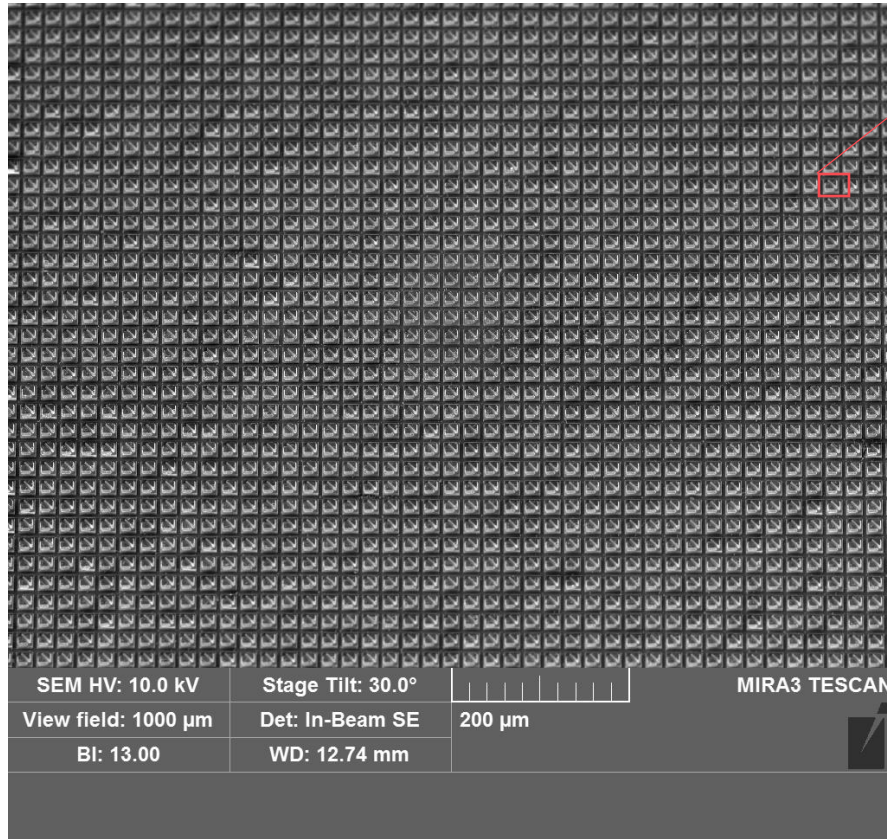 SEM HV: 10.0 kV
Stage Tilt: 30.0°
MIRA3 TESCAN
View field: 1000 µm
Det: In-Beam SE
200 µm
BI: 13.00
WD: 12.74 mm